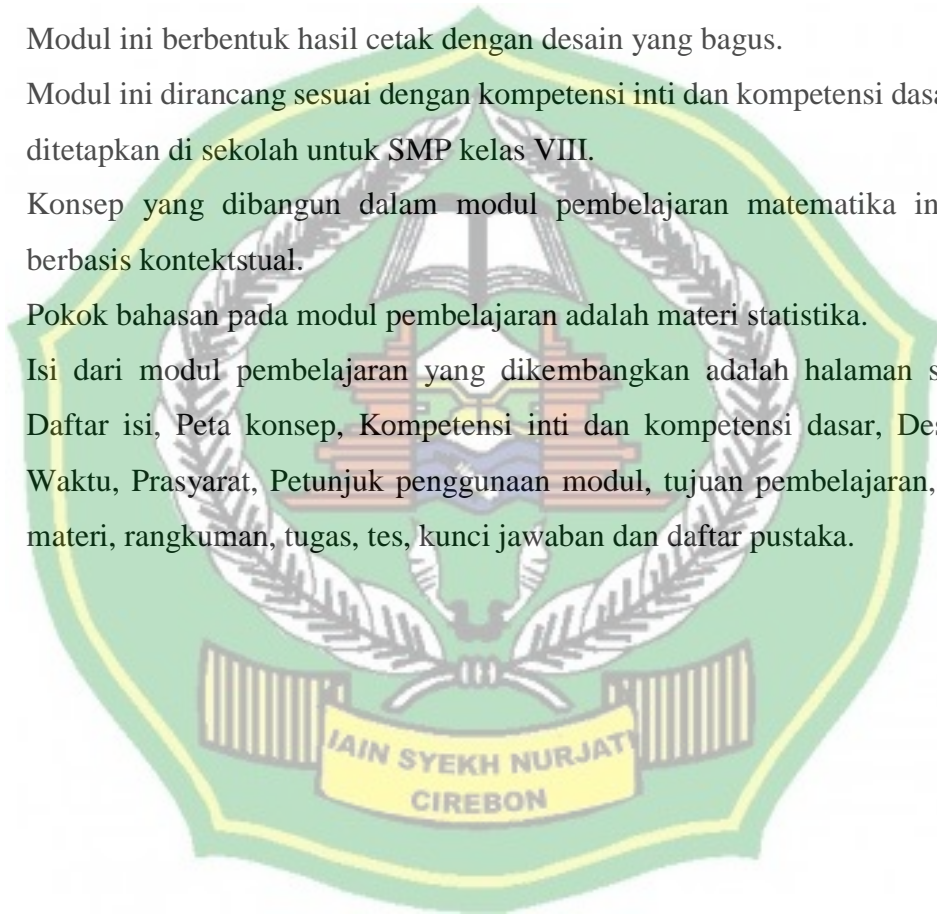 Modul ini berbentuk hasil cetak dengan desain yang bagus.
Modul ini dirancang sesuai dengan kompetensi inti dan kompetensi
ditetapkan di sekolah untuk SMP kelas VIII.
Konsep yang dibangun dalam modul pembelajaran matematika
berbasis kontektstual.
Pokok bahasan pada modul pembelajaran adalah materi statistika.
Isi dari modul pembelajaran yang dikembangkan adalah halaman
Daftar isi, Peta konsep, Kompetensi inti dan kompetensi dasar,
Waktu, Prasyarat, Petunjuk penggunaan modul, tujuan pembelajaran,
materi, rangkuman, tugas, tes, kunci jawaban dan daftar pustaka.
IAIN SYEKH NURJATI
CIREBON